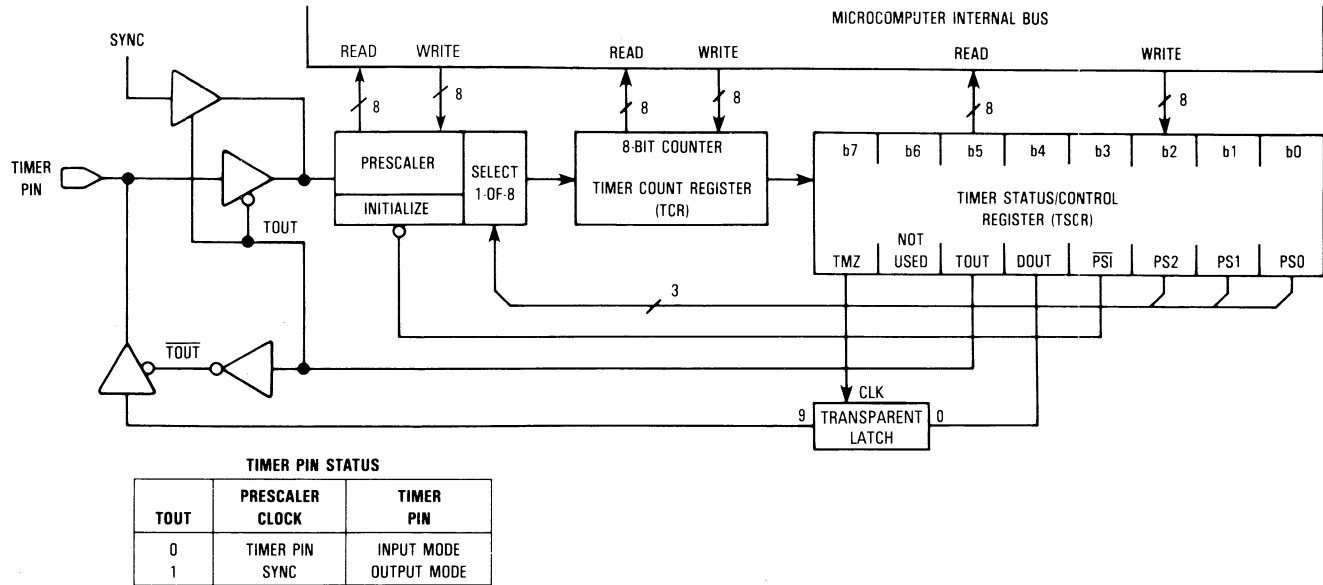 MICROCOMPUTER INTERNAL BUS
SYNC
READ
WRITE
READ
WRITE
READ
WRITE
8
8
8
8
8
8
TIMER
PIN
PRESCALER
INITIALIZE
SELECT
1-OF-8
8-BIT COUNTER
TIMER COUNT REGISTER
(TCR)
b7
b6
b5
b4
b3
b2
b1
b0
TIMER STATUS/CONTROL
REGISTER (TSCR)
TMZ
NOT
USED
TOUT
DOUT
PSI
PS2
PS1
PS0
TOUT
3
TOUT
CLK
9
TRANSPARENT
LATCH
0
TIMER PIN STATUS
TOUT
PRESCALER
CLOCK
TIMER
PIN
0
TIMER PIN
INPUT MODE
1
SYNC
OUTPUT MODE